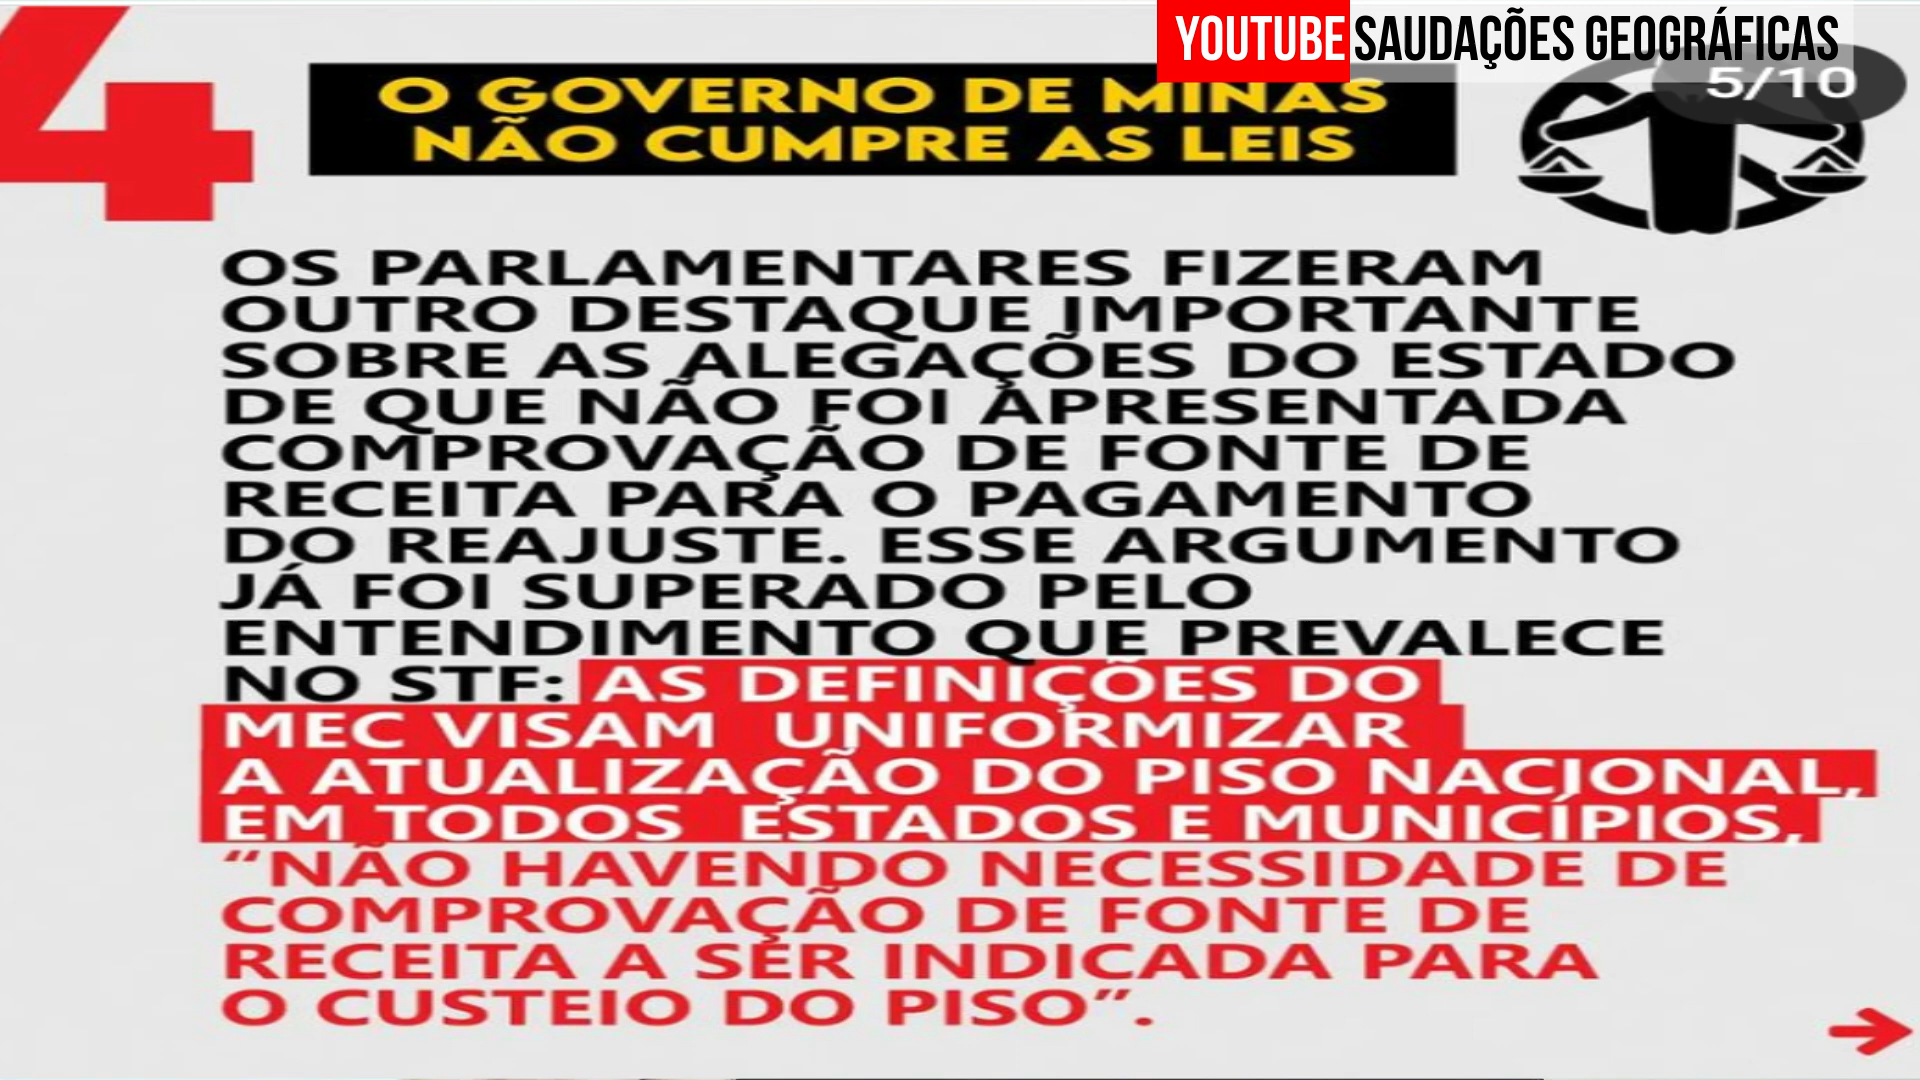 YOUTUBE SAUDAÇÕES GEOGRÁFICAS
5/10
4
O GOVERNO DE MINAS
NÃO CUMPRE AS LEIS
OS PARLAMENTARES FIZERAM
OUTRO DESTAQUE IMPORTANTE
SOBRE AS ALEGAÇÕES DO ESTADO
DE QUE NÃO FOI APRESENTADA
COMPROVAÇÃO DE FONTE DE
RECEITA PARA O PAGAMENTO
DO REAJUSTE. ESSE ARGUMENTO
JÁ FOI SUPERADO PELO
ENTENDIMENTO QUE PREVALECE
NO STF: AS DEFINIÇÕES DO
MEC VISAM UNIFORMIZAR
A ATUALIZAÇÃO DO PISO NACIONAL,
EM TODOS ESTADOS E MUNICÍPIOS,
“NÃO HAVENDO NECESSIDADE DE
COMPROVAÇÃO DE FONTE DE
RECEITA A SER INDICADA PARA
O CUSTEIO DO PISO”.